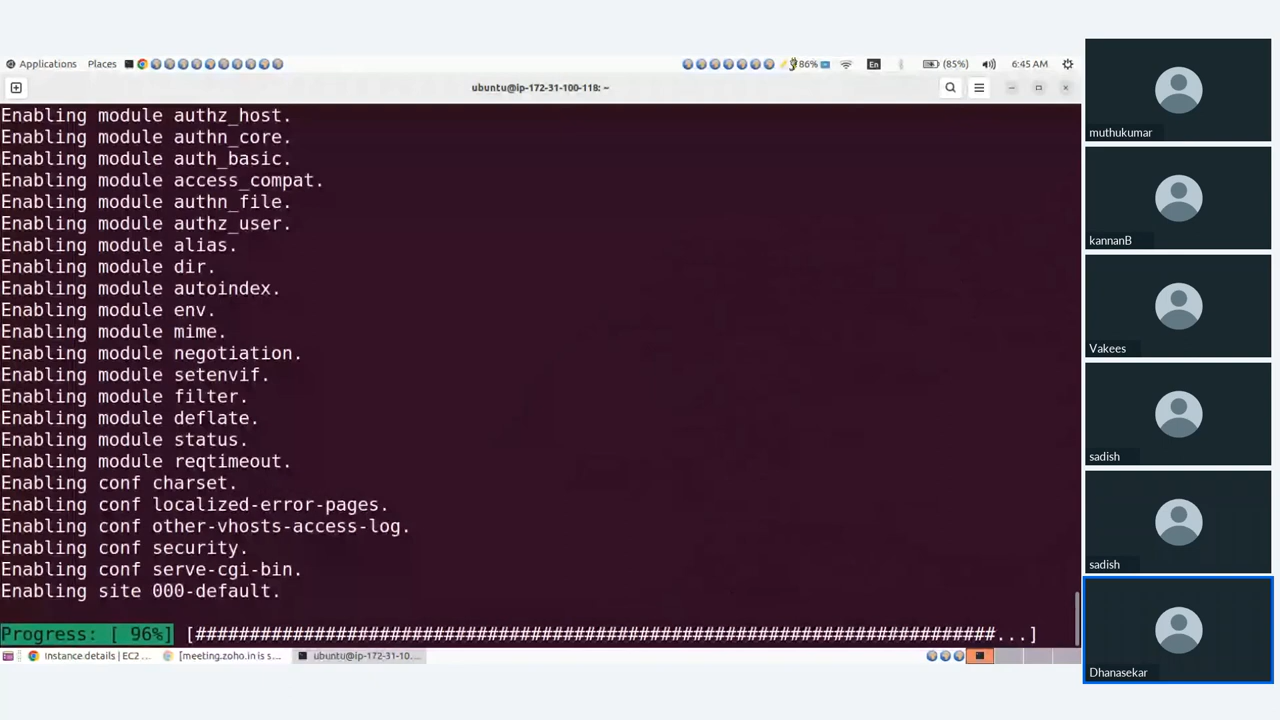 Applications Places 86% En (85%) 6:45 AM
ubuntu@ip-172-31-100-118: ~
Enabling module authz_host.
Enabling module authn_core.
Enabling module auth_basic.
Enabling module access_compat.
Enabling module authn_file.
Enabling module authz_user.
Enabling module alias.
Enabling module dir.
Enabling module autoindex.
Enabling module env.
Enabling module mime.
Enabling module negotiation.
Enabling module setenvif.
Enabling module filter.
Enabling module deflate.
Enabling module status.
Enabling module reqtimeout.
Enabling conf charset.
Enabling conf localized-error-pages.
Enabling conf other-vhosts-access-log.
Enabling conf security.
Enabling conf serve-cgi-bin.
Enabling site 000-default.
Progress: [ 96%] [##########################################################################...]
Instance details | EC2 ... [meeting.zoho.in is s... ubuntu@ip-172-31-10...
muthukumar
kannanB
Vakees
sadish
sadish
Dhanasekar